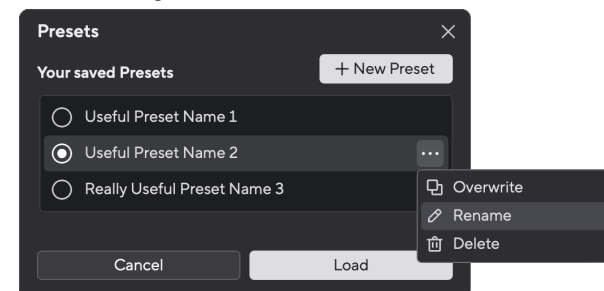 Presets
Your saved Presets
+ New Preset
Useful Preset Name 1
Useful Preset Name 2
Really Useful Preset Name 3
Overwrite
Rename
Delete
Cancel
Load